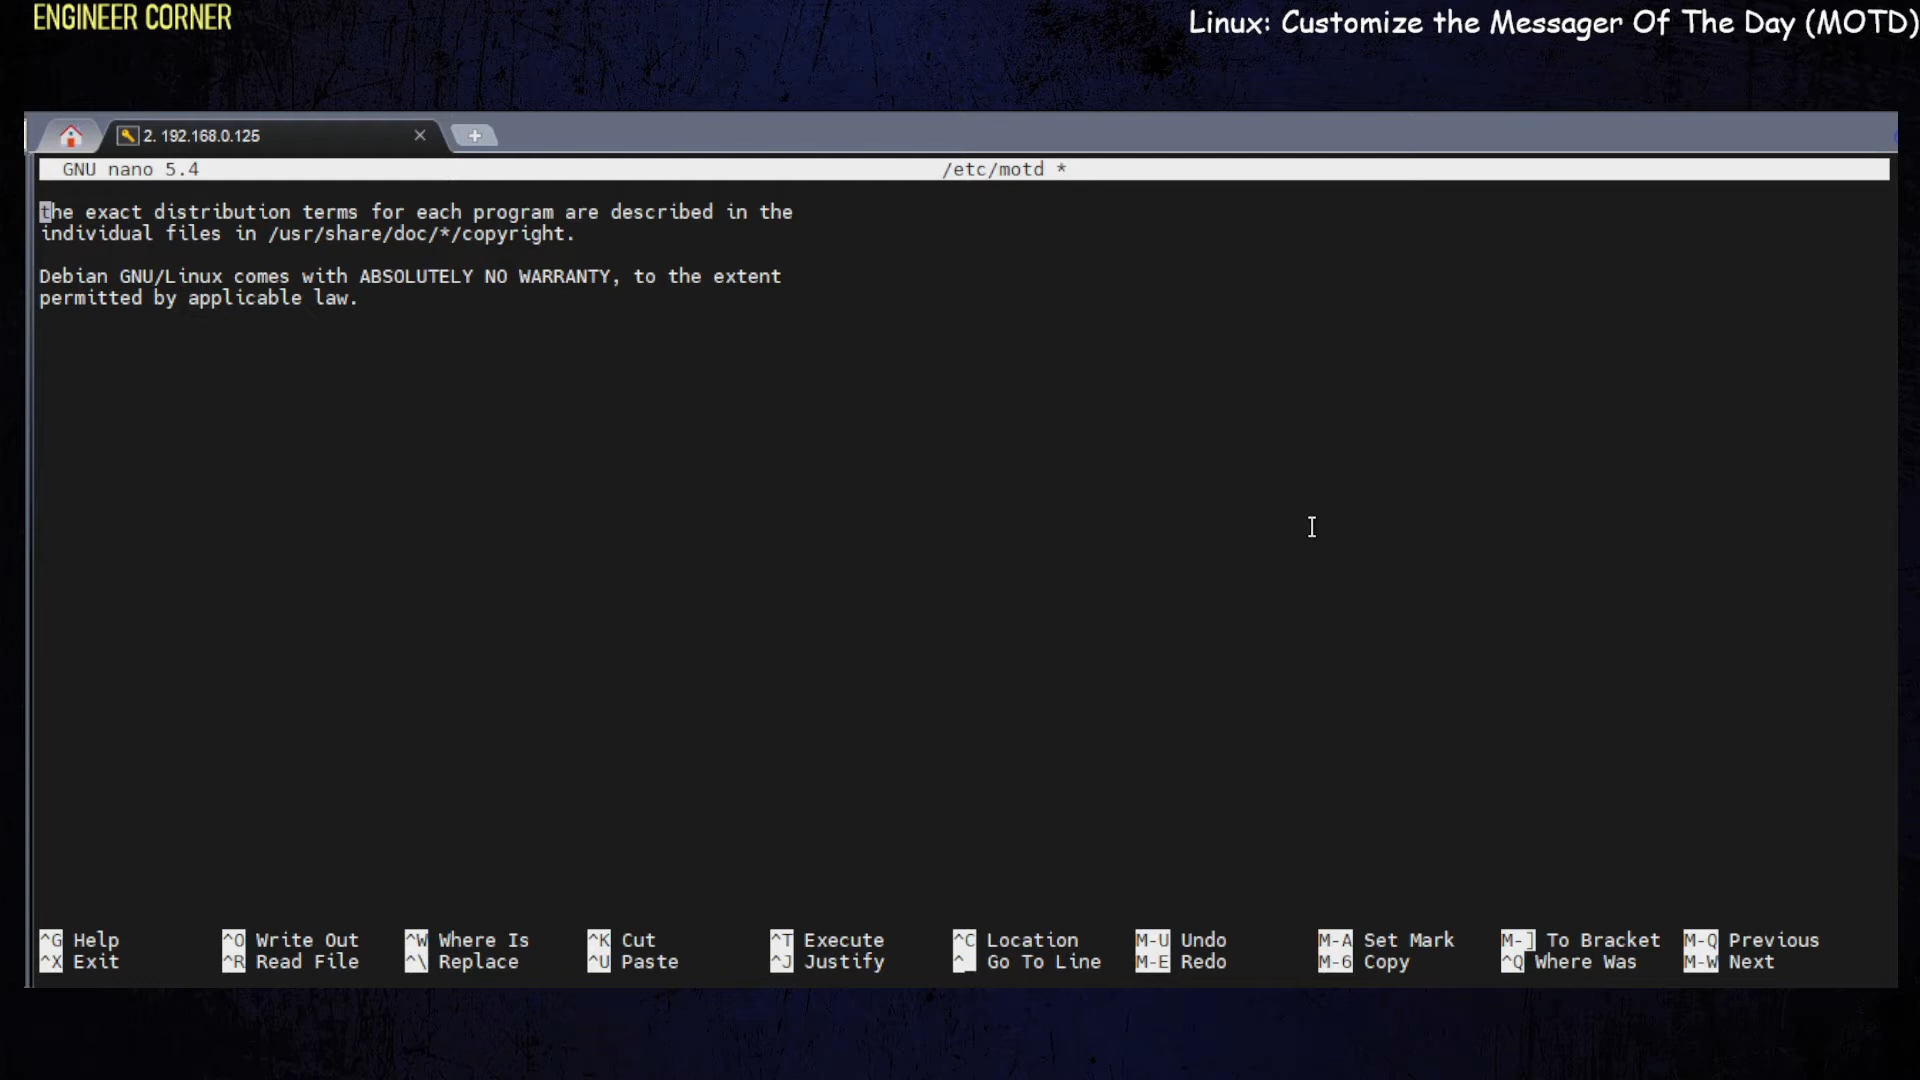 ENGINEER CORNER
Linux: Customize the Messager Of The Day (MOTD)
2. 192.168.0.125
GNU nano 5.4 /etc/motd *
the exact distribution terms for each program are described in the
individual files in /usr/share/doc/*/copyright.
Debian GNU/Linux comes with ABSOLUTELY NO WARRANTY, to the extent
permitted by applicable law.
^G Help ^O Write Out ^W Where Is ^K Cut ^T Execute ^C Location M-U Undo M-A Set Mark M-] To Bracket M-Q Previous
^X Exit ^R Read File ^\ Replace ^U Paste ^J Justify ^_ Go To Line M-E Redo M-6 Copy ^Q Where Was M-W Next